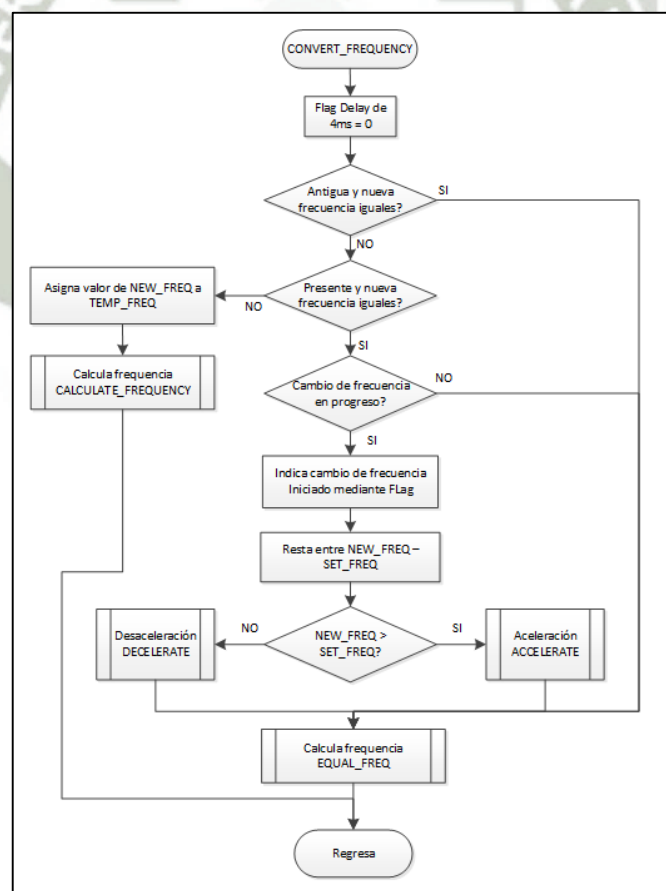 CONVERT_FREQUENCY
Flag Delay de
4ms = 0
Antigua y nueva
frecuencia iguales?
SI
NO
Presente y nueva
frecuencia iguales?
NO
Asigna valor de NEW_FREQ a
TEMP_FREQ
SI
Calcula frequencia
CALCULATE_FREQUENCY
Cambio de frecuencia
en progreso?
NO
SI
Indica cambio de frecuencia
Iniciado mediante FLag
Resta entre NEW_FREQ –
SET_FREQ
Desaceleración
DECELERATE
NO
NEW_FREQ >
SET_FREQ?
SI
Aceleración
ACCELERATE
Calcula frequencia
EQUAL_FREQ
Regresa